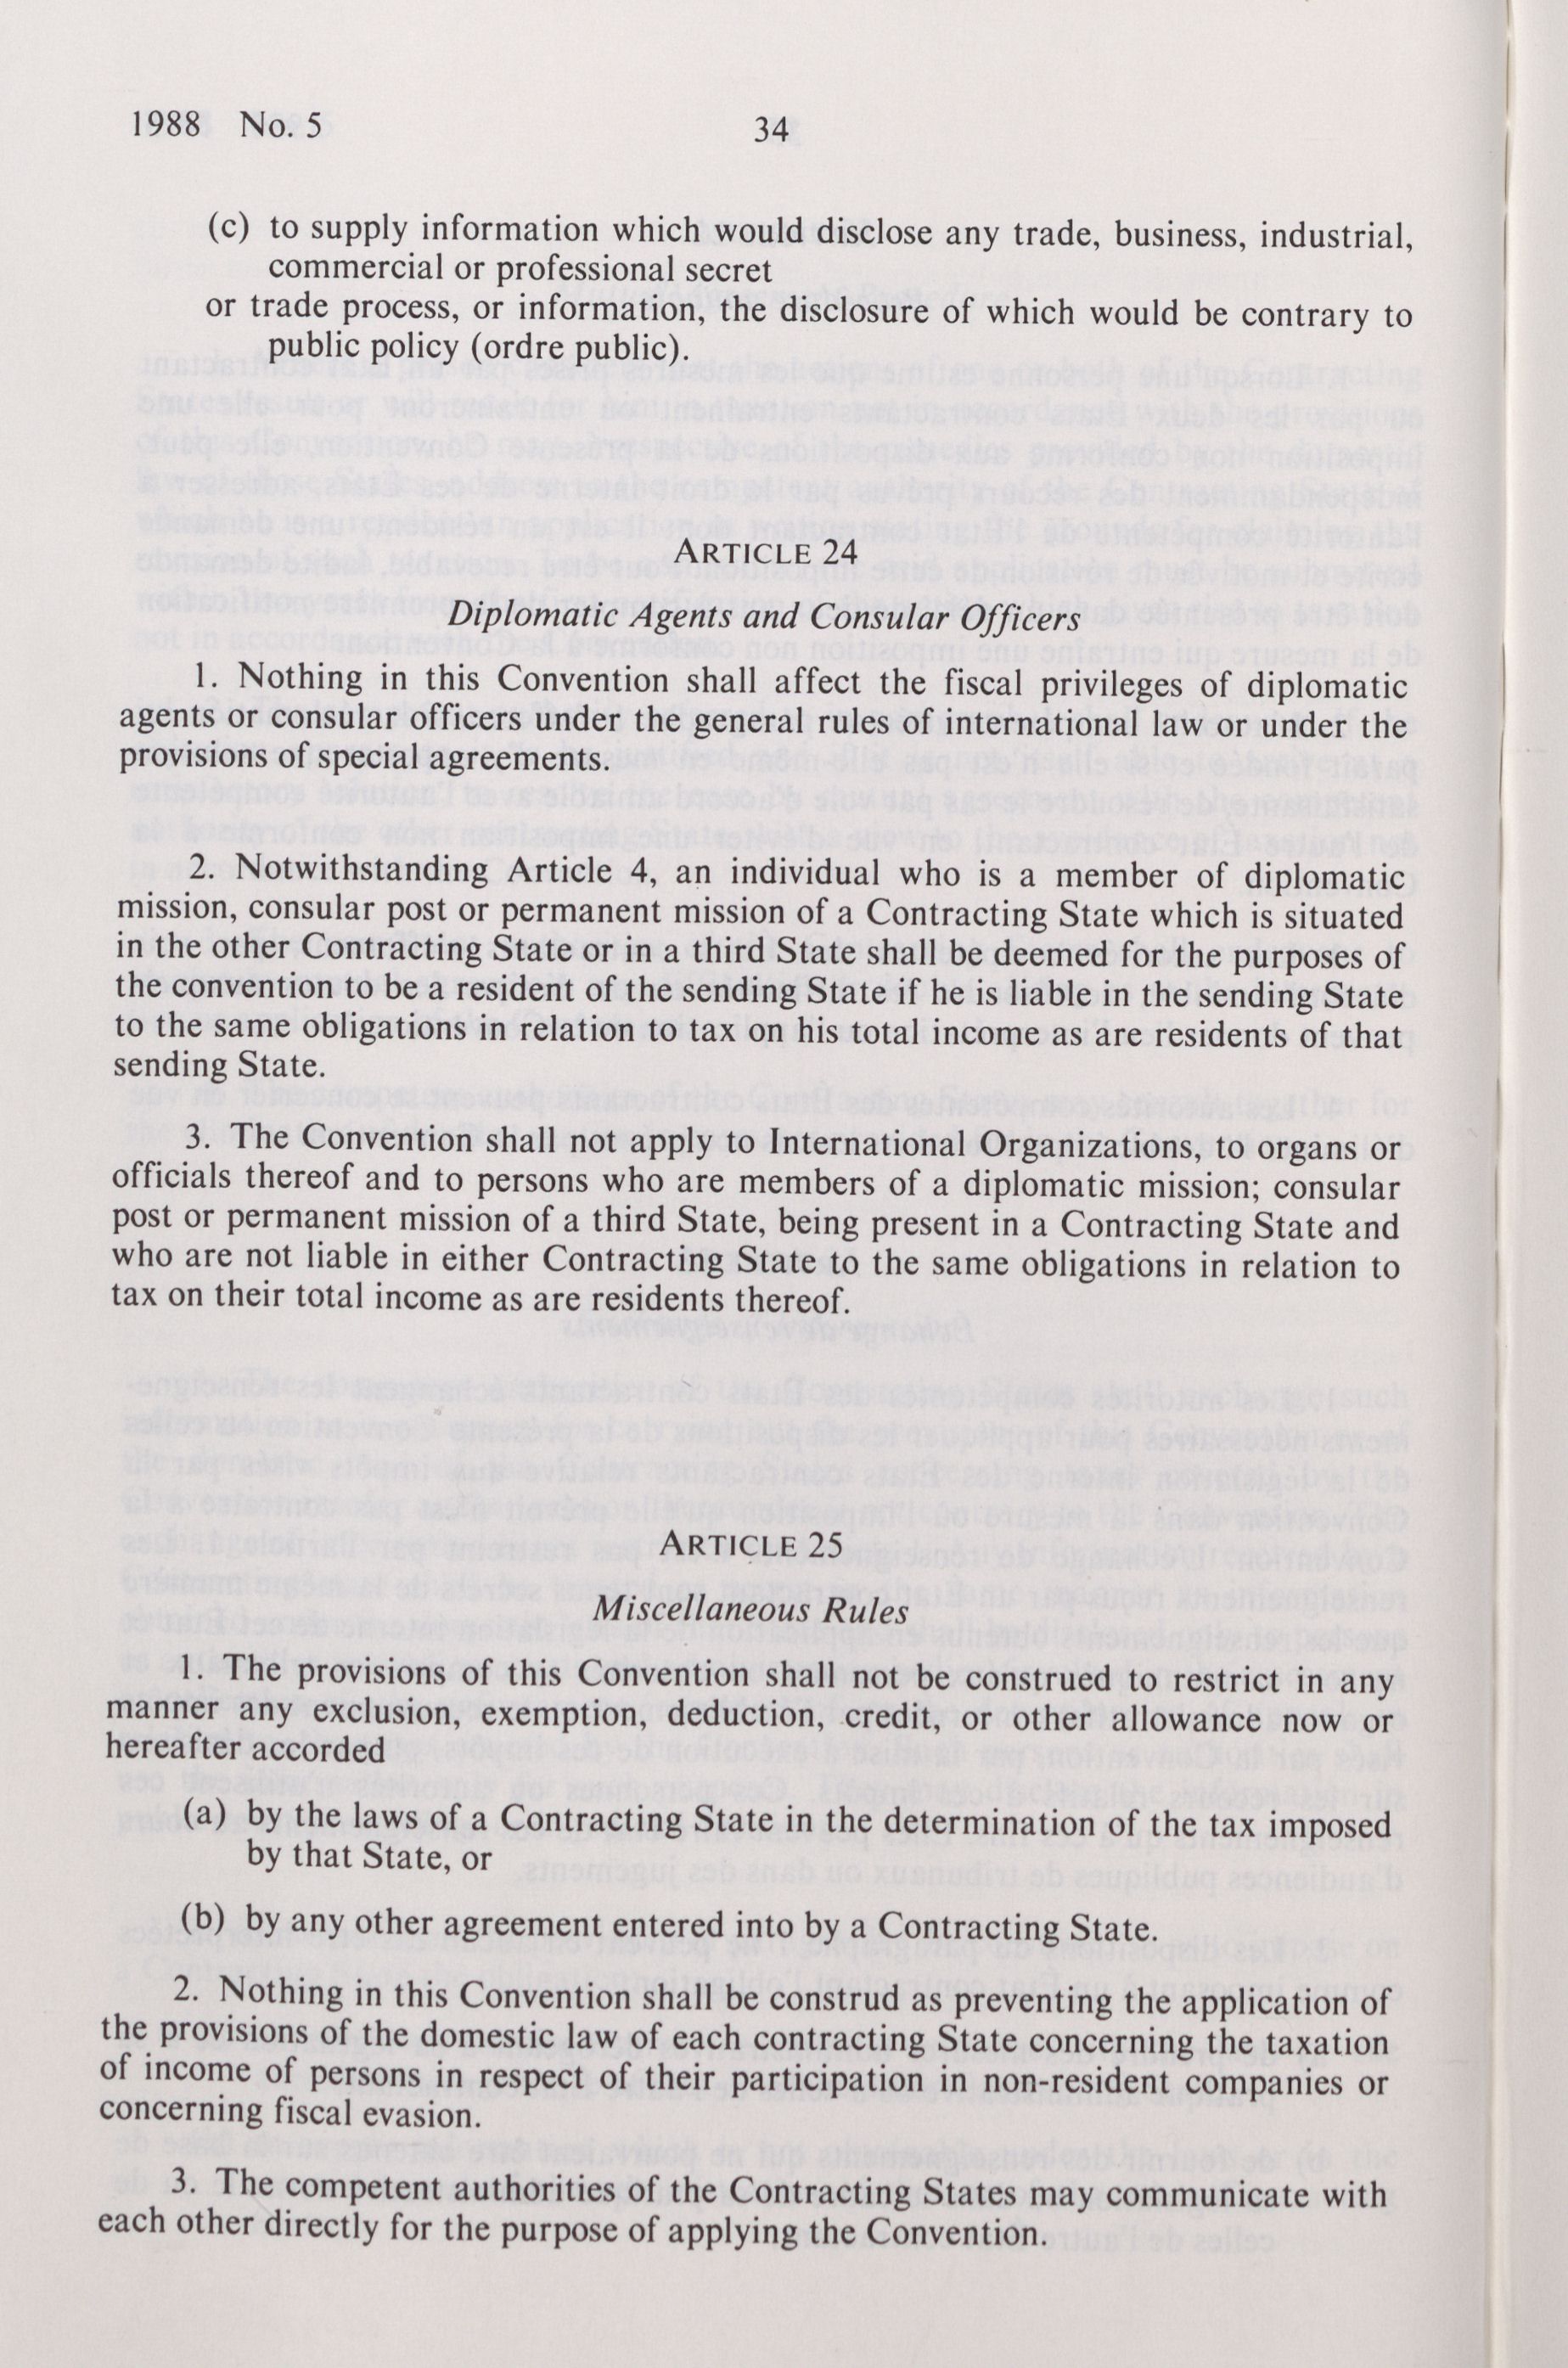 1988 No. 5
34
(c) to supply information which would disclose any trade, business, industrial,
commercial or professional secret
or trade process, or information, the disclosure of which would be contrary to
public policy (ordre public).
ARTICLE 24
Diplomatic Agents and Consular Officers
1. Nothing in this Convention shall affect the fiscal privileges of diplomatic
agents or consular officers under the general rules of international law or under the
provisions of special agreements.
2. Notwithstanding Article 4, an individual who is a member of diplomatic
mission, consular post or permanent mission of a Contracting State which is situated
in the other Contracting State or in a third State shall be deemed for the purposes of
the convention to be a resident of the sending State if he is liable in the sending State
to the same obligations in relation to tax on his total income as are residents of that
sending State.
3. The Convention shall not apply to International Organizations, to organs or
officials thereof and to persons who are members of a diplomatic mission; consular
post or permanent mission of a third State, being present in a Contracting State and
who are not liable in either Contracting State to the same obligations in relation to
tax on their total income as are residents thereof.
ARTICLE 25
Miscellaneous Rules
1. The provisions of this Convention shall not be construed to restrict in any
manner any exclusion, exemption, deduction, credit, or other allowance now or
hereafter accorded
(a) by the laws of a Contracting State in the determination of the tax imposed
by that State, or
(b) by any other agreement entered into by a Contracting State.
2. Nothing in this Convention shall be construd as preventing the application of
the provisions of the domestic law of each contracting State concerning the taxation
of income of persons in respect of their participation in non-resident companies or
concerning fiscal evasion.
3. The competent authorities of the Contracting States may communicate with
each other directly for the purpose of applying the Convention.